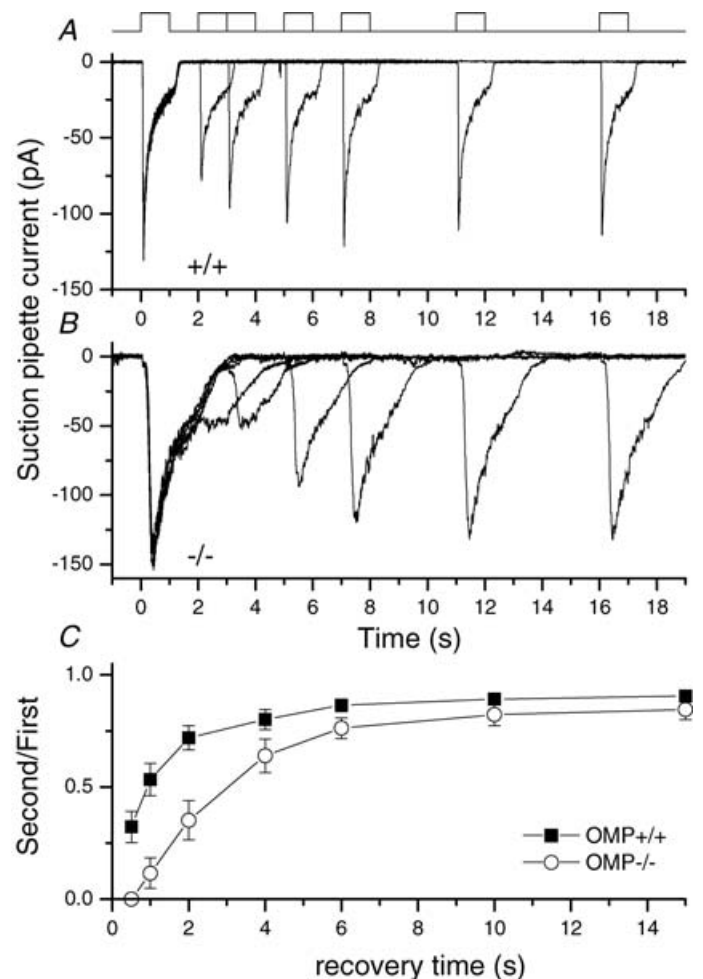 A
0
-50
-100
-150
+/+
0 2 4 6 8 10 12 14 16 18
Suction pipette current (pA)
B
0
-50
-100
-150
-/-
0 2 4 6 8 10 12 14 16 18
Time (s)
C
1.0
0.5
0.0
Second/First
OMP+/+
OMP-/-
0 2 4 6 8 10 12 14
recovery time (s)